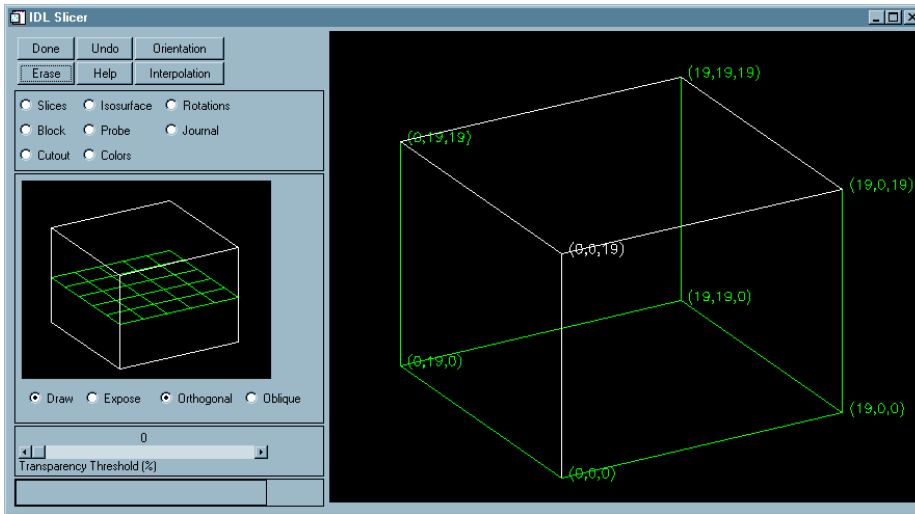 IDL Slicer
Done Undo Orientation
Erase Help Interpolation
Slices Isosurface Rotations
Block Probe Journal
Cutout Colors
Draw Expose Orthogonal Oblique
0
Transparency Threshold (%)
(19,19,19)
(0,19,19)
(19,0,19)
(0,0,19)
(19,19,0)
(0,19,0)
(19,0,0)
(0,0,0)